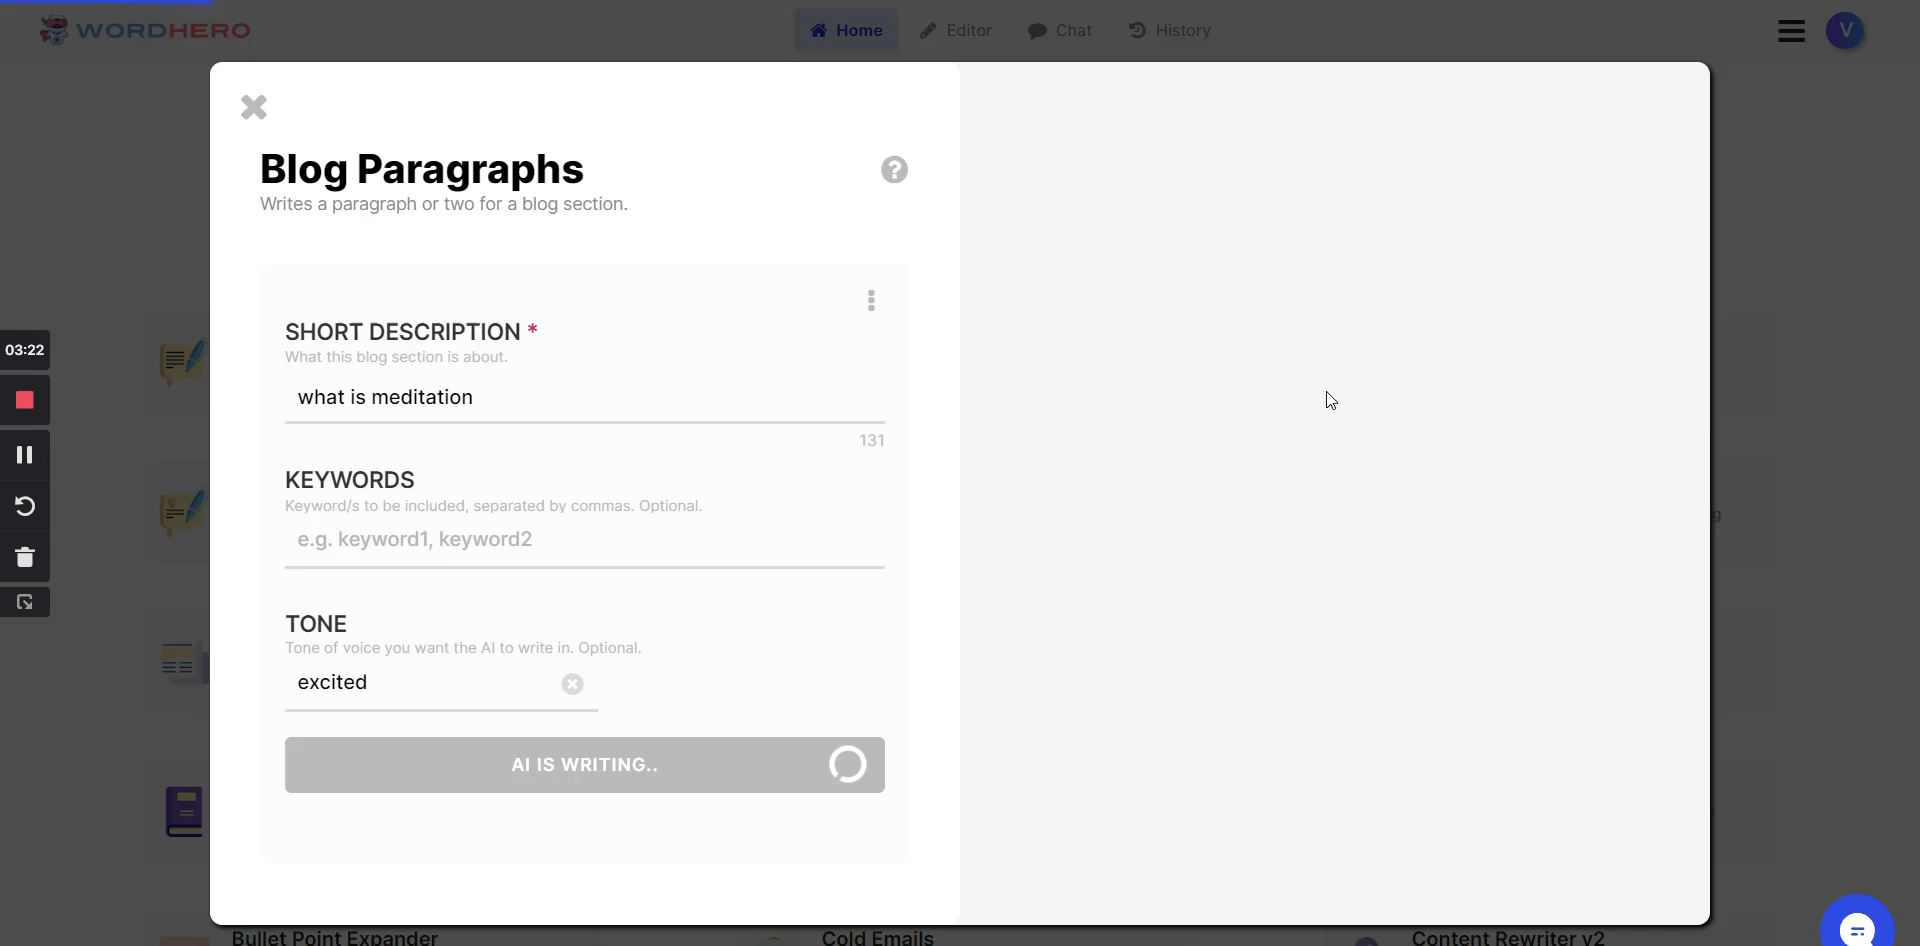 WORDHERO
Home
Editor
Chat
History
V
Blog Paragraphs
?
Writes a paragraph or two for a blog section.
SHORT DESCRIPTION *
What this blog section is about.
what is meditation
131
KEYWORDS
Keyword/s to be included, separated by commas. Optional.
e.g. keyword1, keyword2
TONE
Tone of voice you want the AI to write in. Optional.
excited
AI IS WRITING..
03:22
g
Bullet Point Expander
Cold Emails
Content Rewriter v2